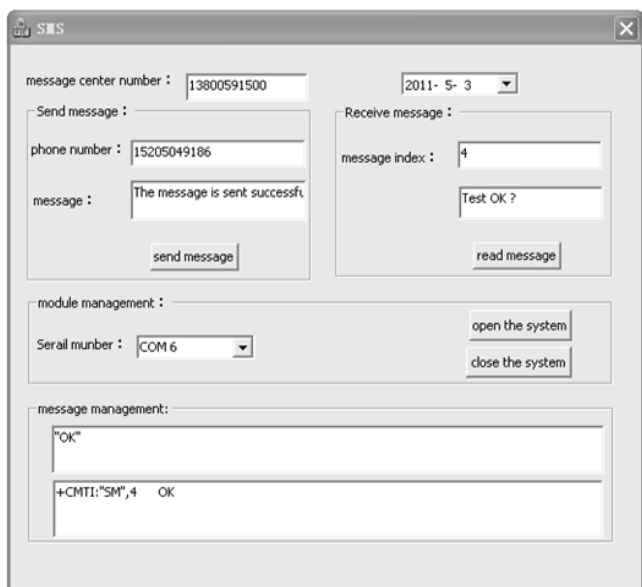 SMS
message center number：
13800591500
2011- 5- 3
Send message：
phone number：
15205049186
message：
The message is sent successfu
send message
Receive message：
message index：
4
Test OK ?
read message
module management：
Serail munber：
COM 6
open the system
close the system
message management:
"OK"
+CMTI:"SM",4 OK